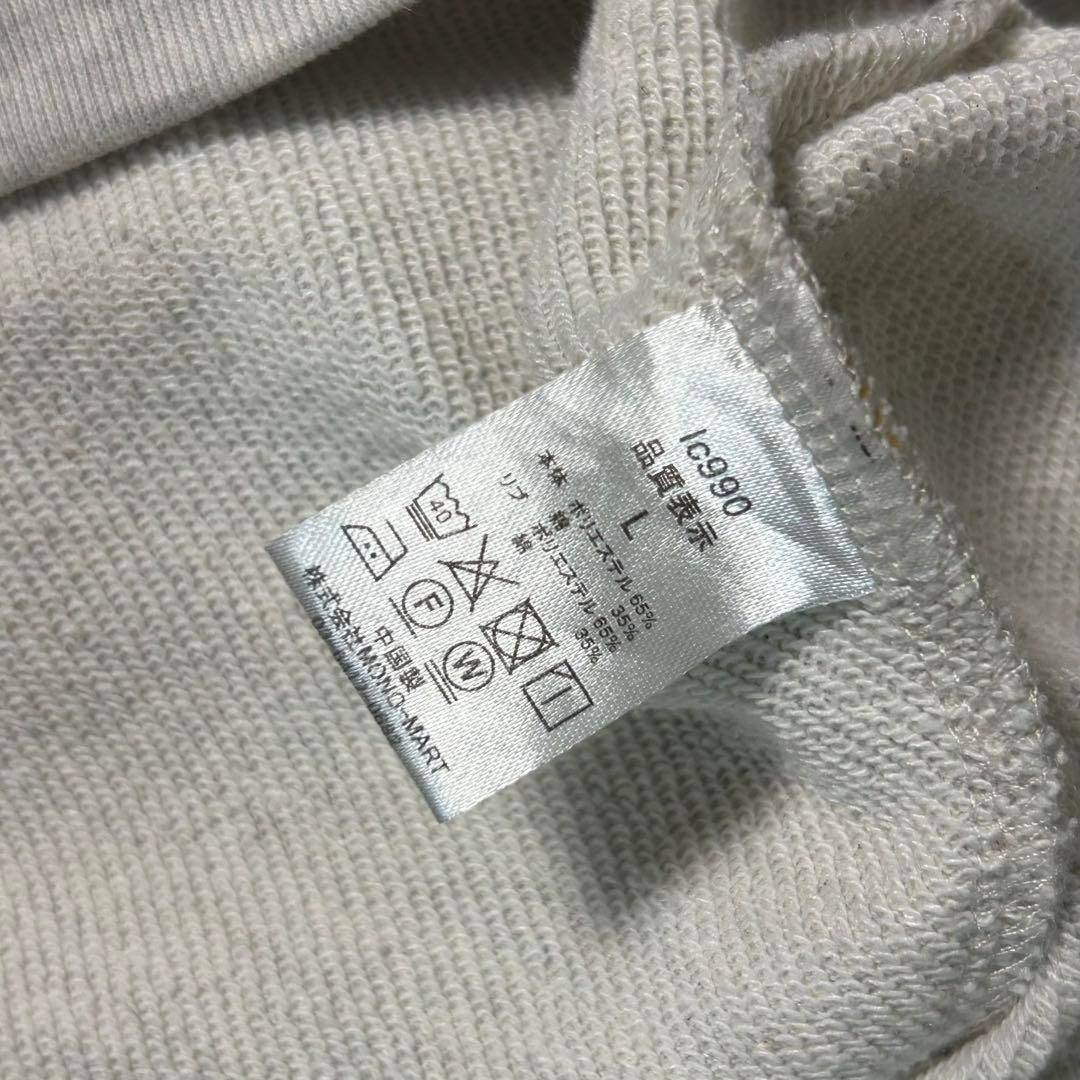 lc990
品質表示
L
本体 ポリエステル 65%
綿 35%
リブ ポリエステル 65%
綿 35%
40
F
W
中国製
株式会社MONO-MART